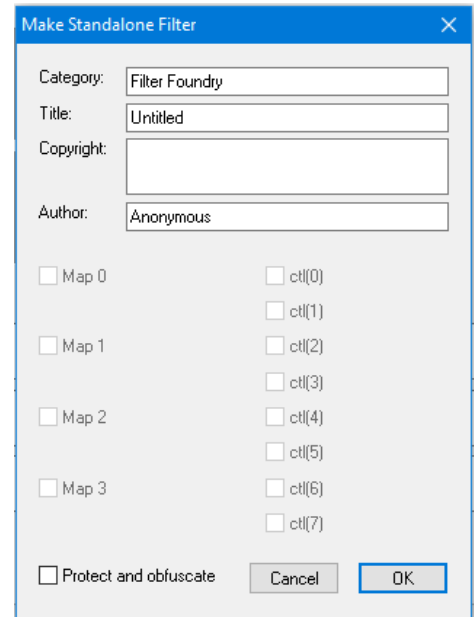 Make Standalone Filter
Category: Filter Foundry
Title: Untitled
Copyright:
Author: Anonymous
Map 0 ctl(0)
ctl(1)
Map 1 ctl(2)
ctl(3)
Map 2 ctl(4)
ctl(5)
Map 3 ctl(6)
ctl(7)
Protect and obfuscate Cancel OK